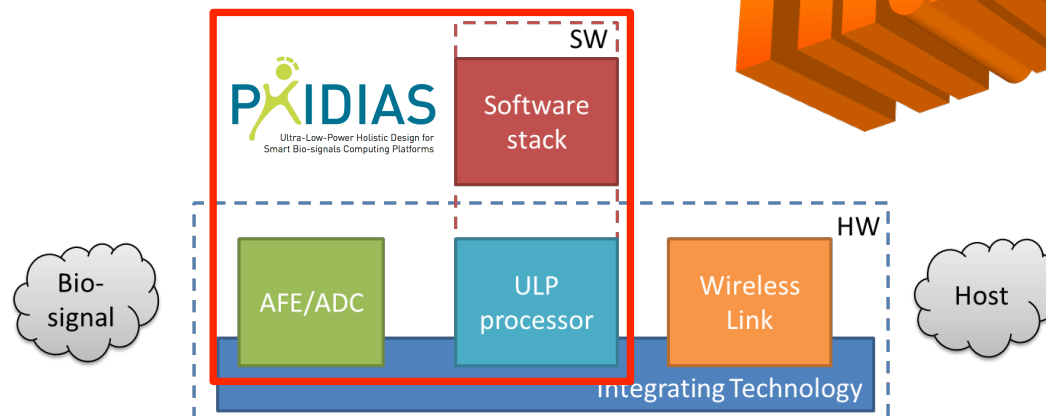 SW
PHIDIAS
Ultra-Low-Power Holistic Design for
Smart Bio-signals Computing Platforms
Software
stack
HW
Bio-
signal
AFE/ADC
ULP
processor
Wireless
Link
Host
Integrating Technology